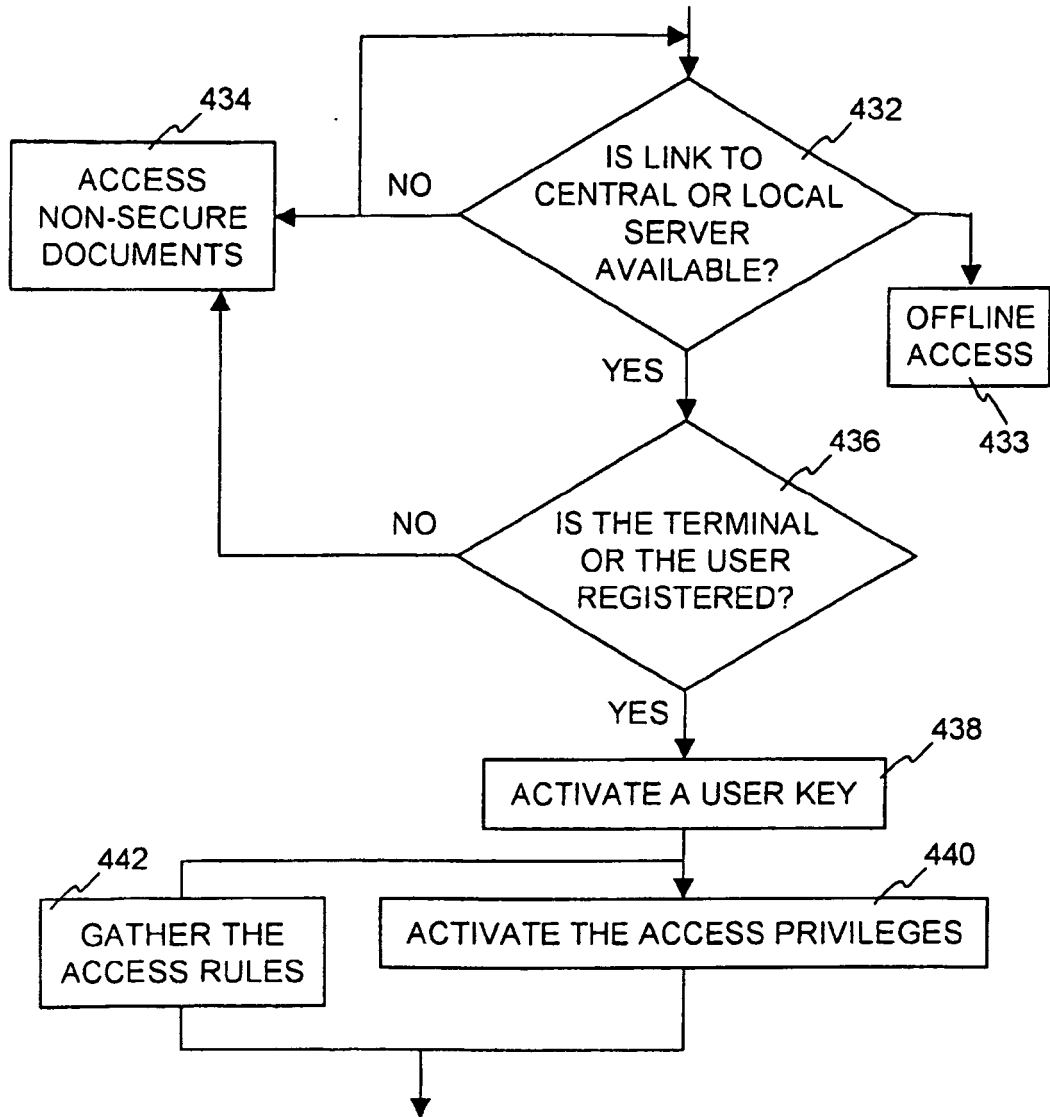 434
432
ACCESS
NON-SECURE
DOCUMENTS
NO
IS LINK TO
CENTRAL OR LOCAL
SERVER
AVAILABLE?
OFFLINE
ACCESS
433
YES
436
NO
IS THE TERMINAL
OR THE USER
REGISTERED?
YES
438
ACTIVATE A USER KEY
442
440
GATHER THE
ACCESS RULES
ACTIVATE THE ACCESS PRIVILEGES